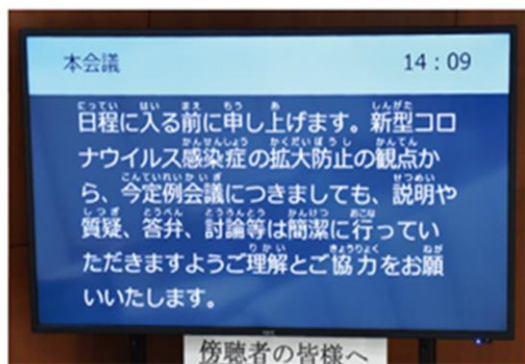 本会議 14:09
日程に入る前に申し上げます。新型コロ
ナウイルス感染症の拡大防止の観点か
ら、今定例会議につきましても、説明や
質疑、答弁、討論等は簡潔に行ってい
ただきますようご理解とご協力をお願
いいたします。
傍聴者の皆様へ